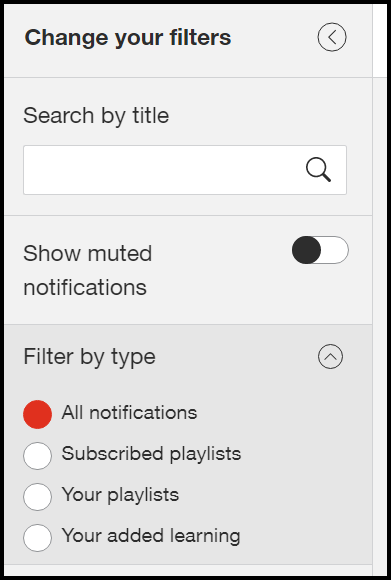 Change your filters
Search by title
Show muted
notifications
Filter by type
All notifications
Subscribed playlists
Your playlists
Your added learning